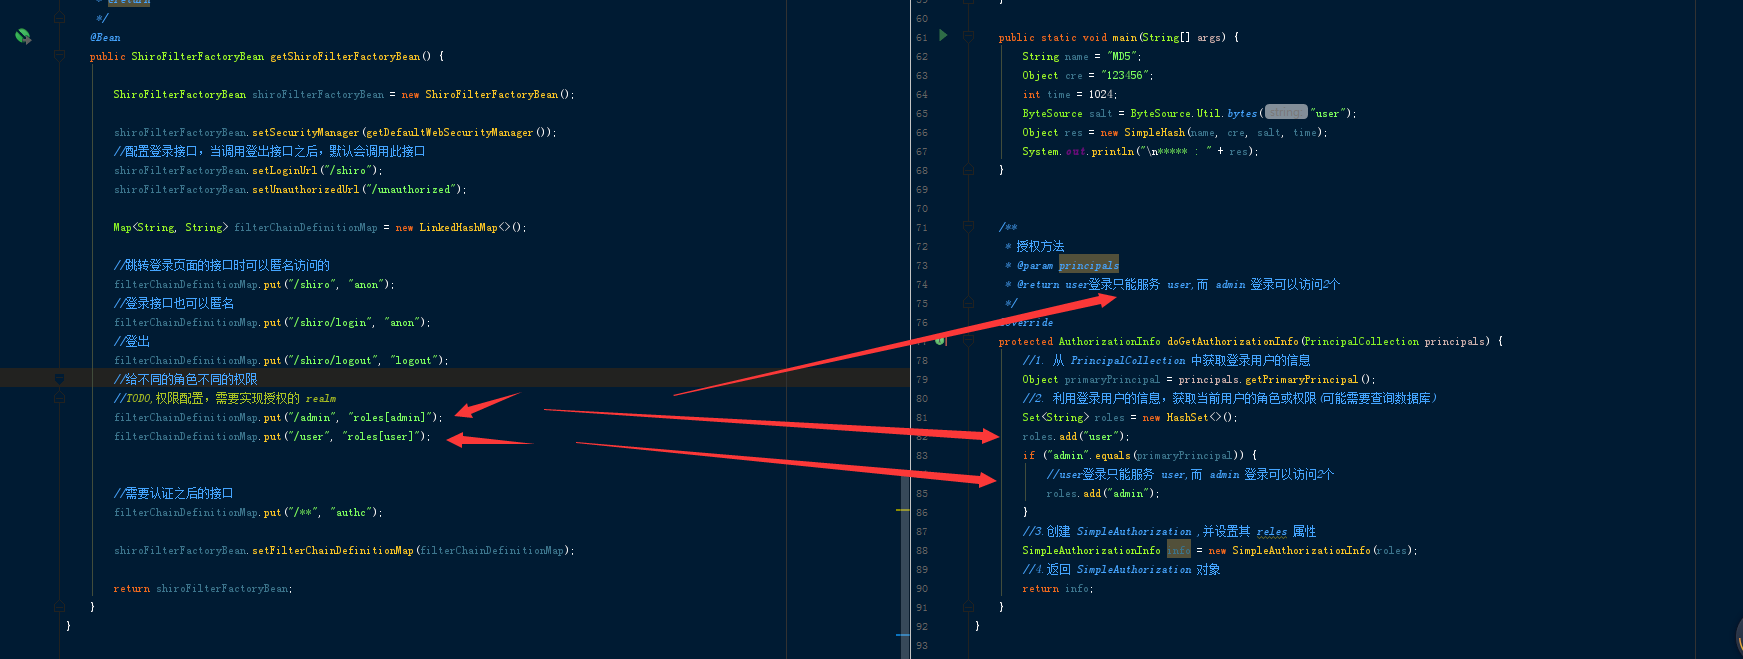 * @return
*/
@Bean
public ShiroFilterFactoryBean getShiroFilterFactoryBean() {
ShiroFilterFactoryBean shiroFilterFactoryBean = new ShiroFilterFactoryBean();
shiroFilterFactoryBean.setSecurityManager(getDefaultWebSecurityManager());
//配置登录接口，当调用登出接口之后，默认会调用此接口
shiroFilterFactoryBean.setLoginUrl("/shiro");
shiroFilterFactoryBean.setUnauthorizedUrl("/unauthorized");
Map<String, String> filterChainDefinitionMap = new LinkedHashMap<>();
//跳转登录页面的接口时可以匿名访问的
filterChainDefinitionMap.put("/shiro", "anon");
//登录接口也可以匿名
filterChainDefinitionMap.put("/shiro/login", "anon");
//登出
filterChainDefinitionMap.put("/shiro/logout", "logout");
//给不同的角色不同的权限
//TODO,权限配置，需要实现授权的 realm
filterChainDefinitionMap.put("/admin", "roles[admin]");
filterChainDefinitionMap.put("/user", "roles[user]");
//需要认证之后的接口
filterChainDefinitionMap.put("/**", "authc");
shiroFilterFactoryBean.setFilterChainDefinitionMap(filterChainDefinitionMap);
return shiroFilterFactoryBean;
}
}
59 }
60
61 public static void main(String[] args) {
62 String name = "MD5";
63 Object cre = "123456";
64 int time = 1024;
65 ByteSource salt = ByteSource.Util.bytes( string: "user");
66 Object res = new SimpleHash(name, cre, salt, time);
67 System.out.println("\n***** : " + res);
68 }
69
70
71 /**
72 * 授权方法
73 * @param principals
74 * @return user登录只能服务 user,而 admin 登录可以访问2个
75 */
76 @Override
77 protected AuthorizationInfo doGetAuthorizationInfo(PrincipalCollection principals) {
78 //1. 从 PrincipalCollection 中获取登录用户的信息
79 Object primaryPrincipal = principals.getPrimaryPrincipal();
80 //2. 利用登录用户的信息，获取当前用户的角色或权限(可能需要查询数据库)
81 Set<String> roles = new HashSet<>();
82 roles.add("user");
83 if ("admin".equals(primaryPrincipal)) {
//user登录只能服务 user,而 admin 登录可以访问2个
85 roles.add("admin");
86 }
87 //3.创建 SimpleAuthorization ,并设置其 reles 属性
88 SimpleAuthorizationInfo info = new SimpleAuthorizationInfo(roles);
89 //4.返回 SimpleAuthorization 对象
90 return info;
91 }
92 }
93